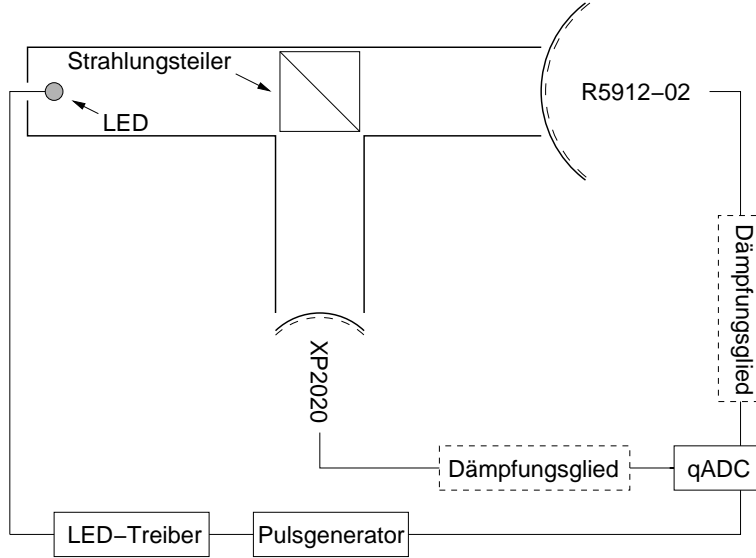 Strahlungsteiler
LED
R5912−02
Dämpfungsglied
XP2020
Dämpfungsglied
qADC
LED−Treiber
Pulsgenerator